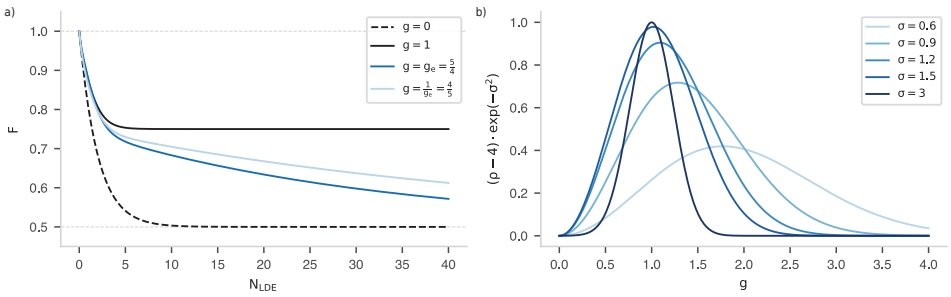 a)
F
1.0
0.9
0.8
0.7
0.6
0.5
0 5 10 15 20 25 30 35 40
N_LDE
g = 0
g = 1
g = g_e = 5/4
g = 1/g_e = 4/5
b)
(ρ − 4) · exp(−σ²)
1.0
0.8
0.6
0.4
0.2
0.0
0.0 0.5 1.0 1.5 2.0 2.5 3.0 3.5 4.0
g
σ = 0.6
σ = 0.9
σ = 1.2
σ = 1.5
σ = 3